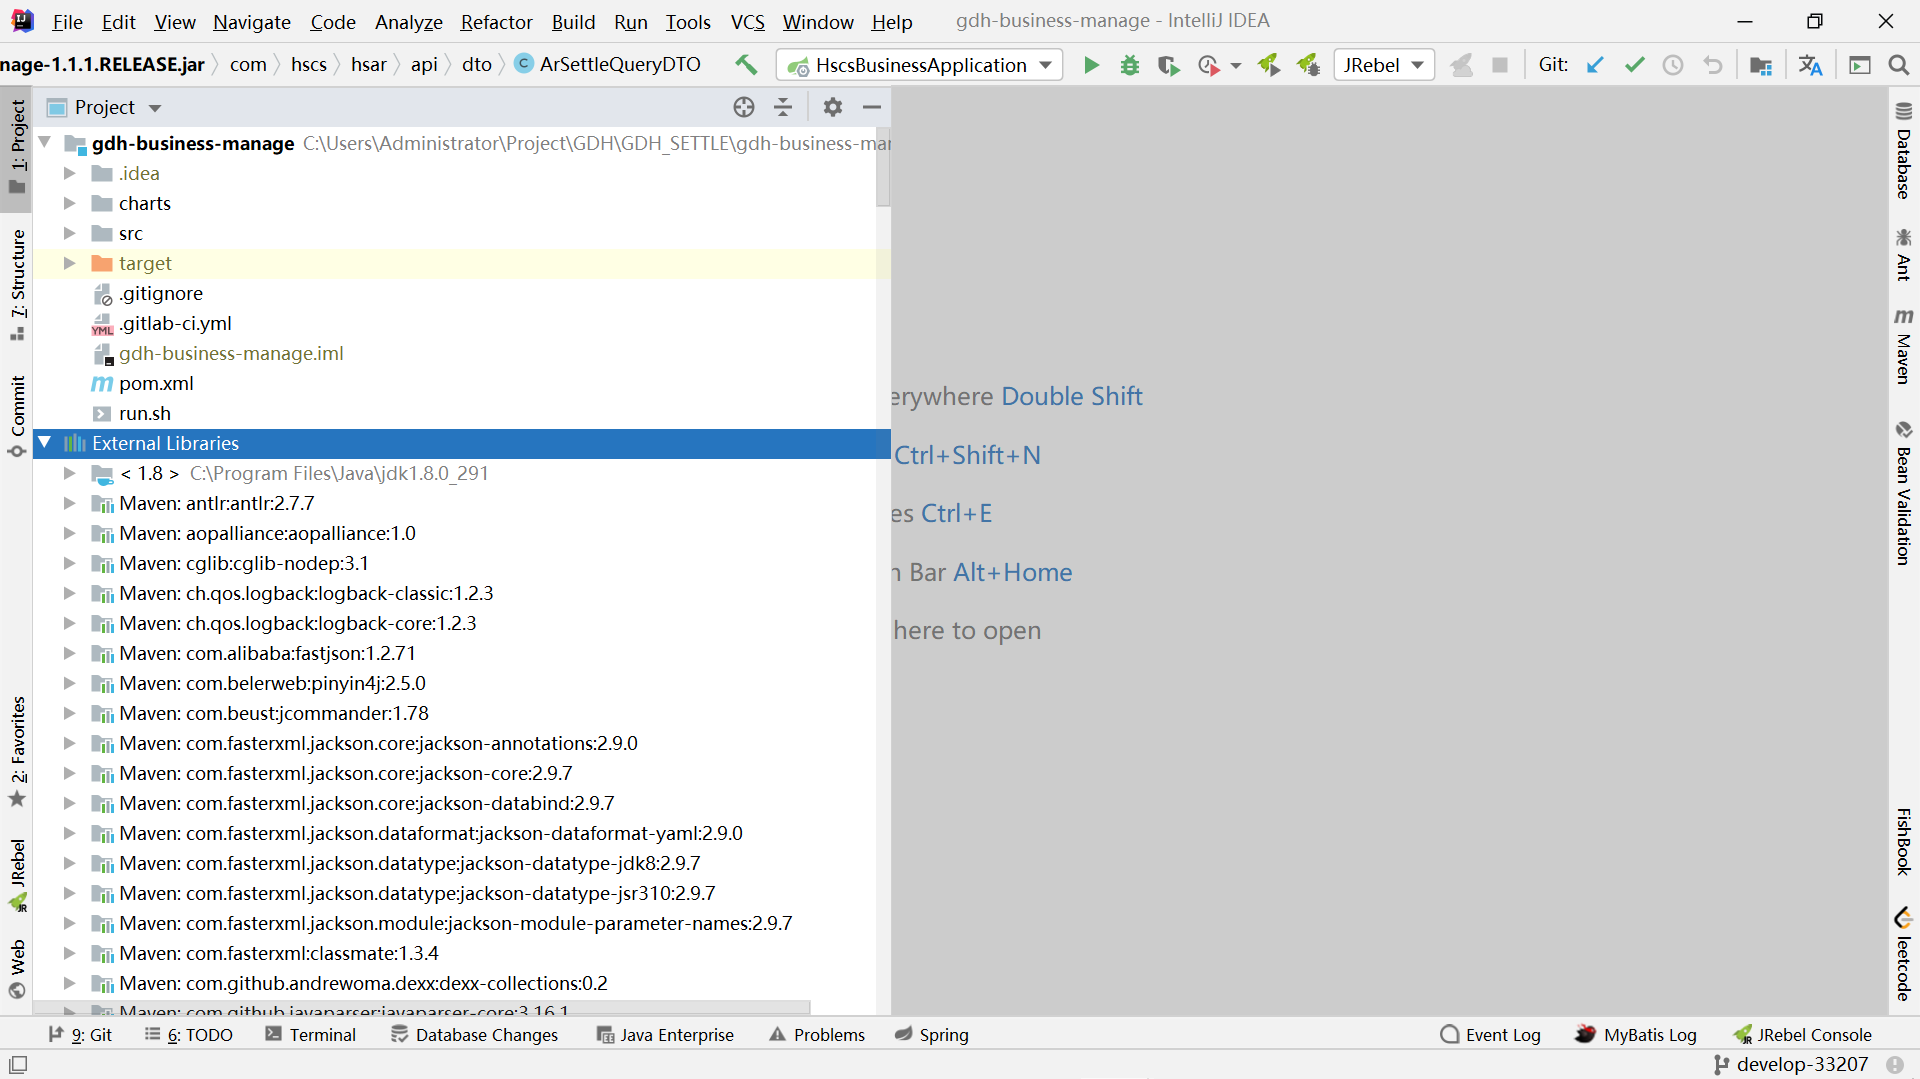 File Edit View Navigate Code Analyze Refactor Build Run Tools VCS Window Help gdh-business-manage - IntelliJ IDEA
nage-1.1.1.RELEASE.jar com hscs hsar api dto ArSettleQueryDTO HscsBusinessApplication JRebel Git:
Project
gdh-business-manage C:\Users\Administrator\Project\GDH\GDH_SETTLE\gdh-business-mar
.idea
charts
src
target
.gitignore
.gitlab-ci.yml
gdh-business-manage.iml
pom.xml
run.sh
External Libraries
< 1.8 > C:\Program Files\Java\jdk1.8.0_291
Maven: antlr:antlr:2.7.7
Maven: aopalliance:aopalliance:1.0
Maven: cglib:cglib-nodep:3.1
Maven: ch.qos.logback:logback-classic:1.2.3
Maven: ch.qos.logback:logback-core:1.2.3
Maven: com.alibaba:fastjson:1.2.71
Maven: com.belerweb:pinyin4j:2.5.0
Maven: com.beust:jcommander:1.78
Maven: com.fasterxml.jackson.core:jackson-annotations:2.9.0
Maven: com.fasterxml.jackson.core:jackson-core:2.9.7
Maven: com.fasterxml.jackson.core:jackson-databind:2.9.7
Maven: com.fasterxml.jackson.dataformat:jackson-dataformat-yaml:2.9.0
Maven: com.fasterxml.jackson.datatype:jackson-datatype-jdk8:2.9.7
Maven: com.fasterxml.jackson.datatype:jackson-datatype-jsr310:2.9.7
Maven: com.fasterxml.jackson.module:jackson-module-parameter-names:2.9.7
Maven: com.fasterxml:classmate:1.3.4
Maven: com.github.andrewoma.dexx:dexx-collections:0.2
Maven: com.github.javaparser:javaparser-core:3.16.1
erywhere Double Shift
Ctrl+Shift+N
es Ctrl+E
n Bar Alt+Home
here to open
1: Project
7: Structure
Commit
2: Favorites
JRebel
Web
Database
Ant
Maven
Bean Validation
FishBook
leetcode
9: Git 6: TODO Terminal Database Changes Java Enterprise Problems Spring Event Log MyBatis Log JRebel Console
develop-33207